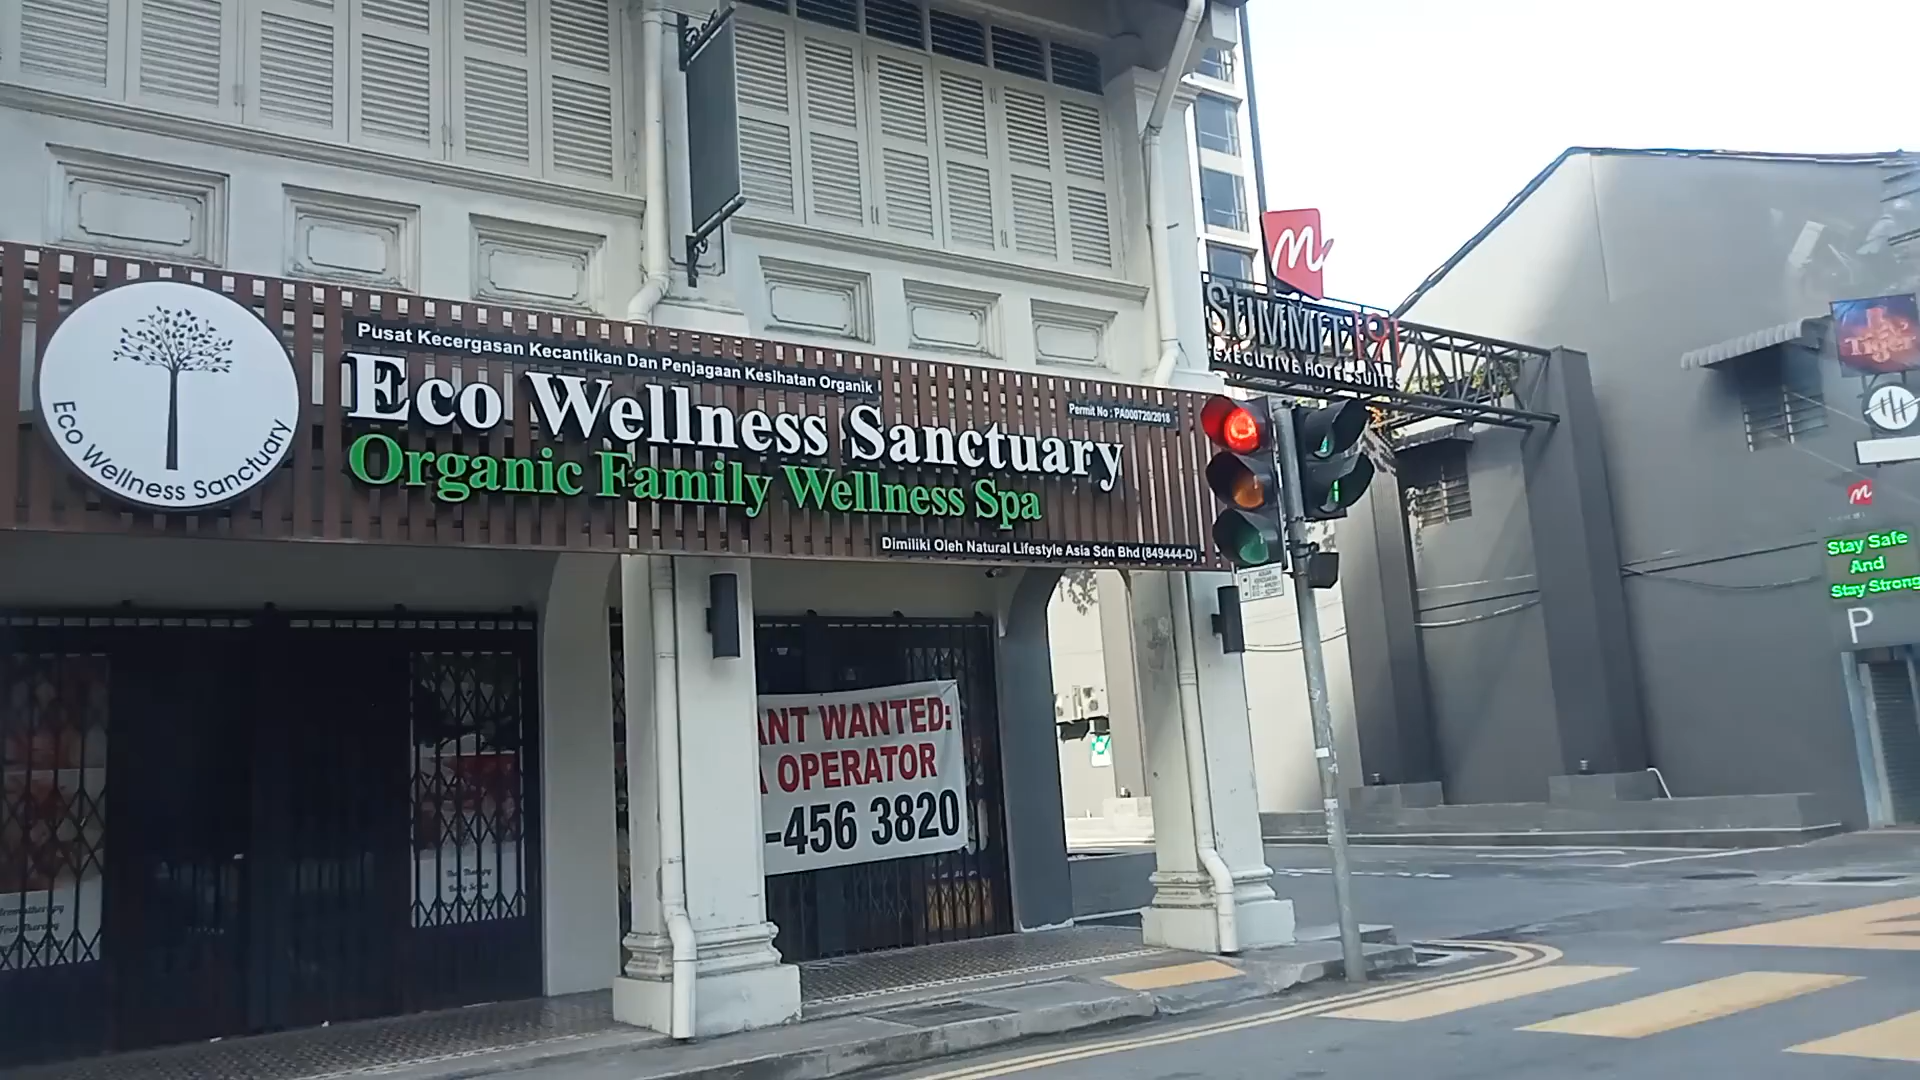 Eco Wellness Sanctuary
Pusat Kecergasan Kecantikan Dan Penjagaan Kesihatan Organik
Eco Wellness Sanctuary
Permit No : PA000720/2018
Organic Family Wellness Spa
Dimiliki Oleh Natural Lifestyle Asia Sdn Bhd (849444-D)
ANT WANTED:
A OPERATOR
-456 3820
m
SUMMIT 191
EXECUTIVE HOTEL SUITES
Tiger
m
Stay Safe
And
Stay Strong
P